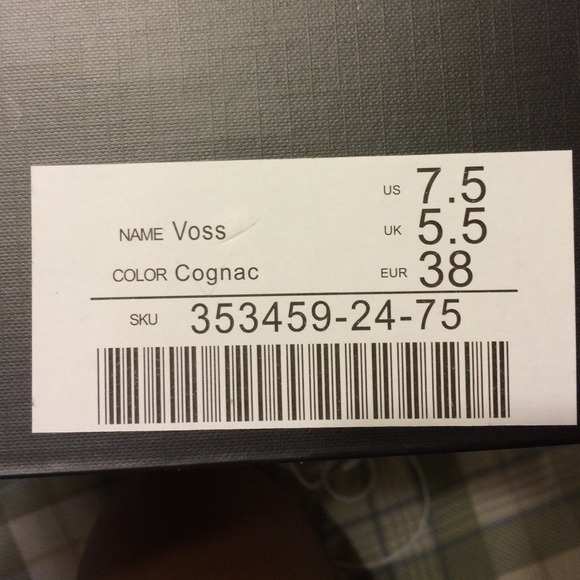 US 7.5
NAME Voss UK 5.5
COLOR Cognac EUR 38
SKU 353459-24-75